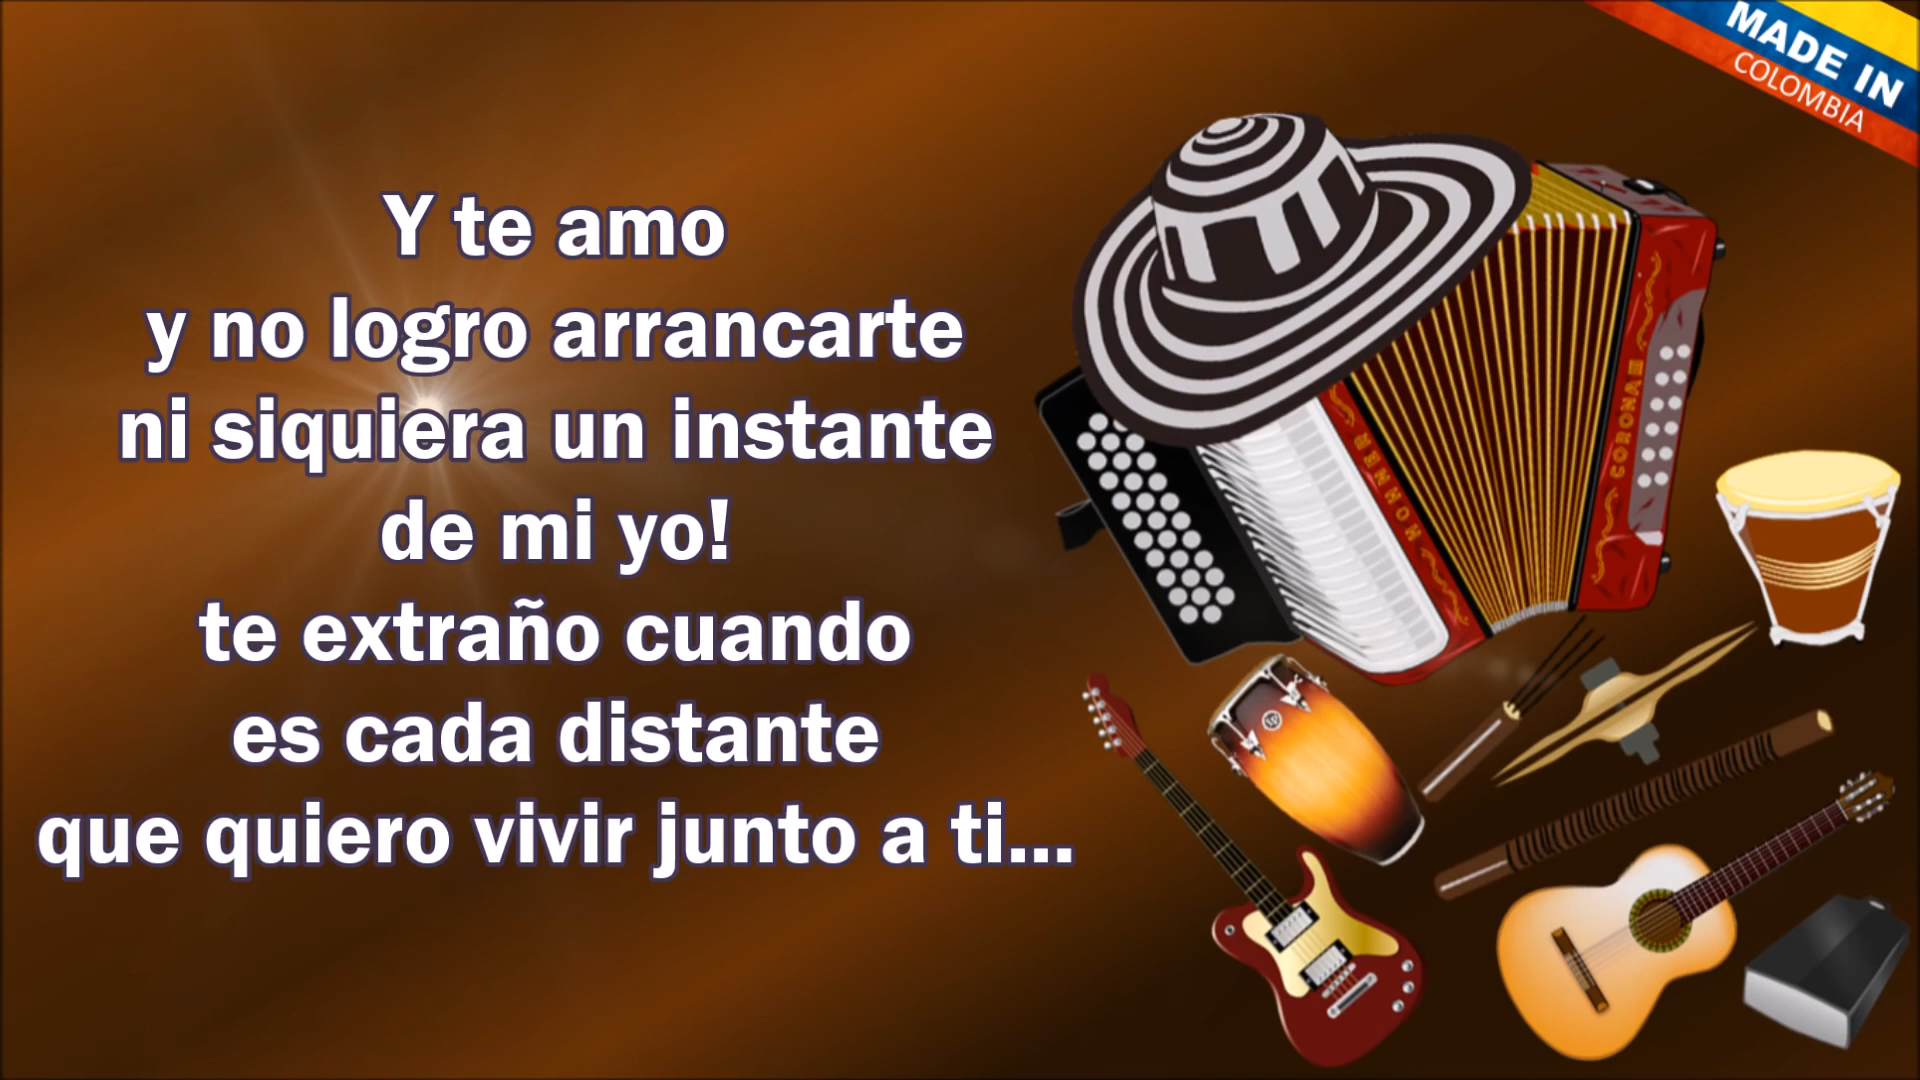 MADE IN
COLOMBIA
Y te amo
y no logro arrancarte
ni siquiera un instante
de mi yo!
te extraño cuando
es cada distante
que quiero vivir junto a ti...
HOHNER
CORONA III